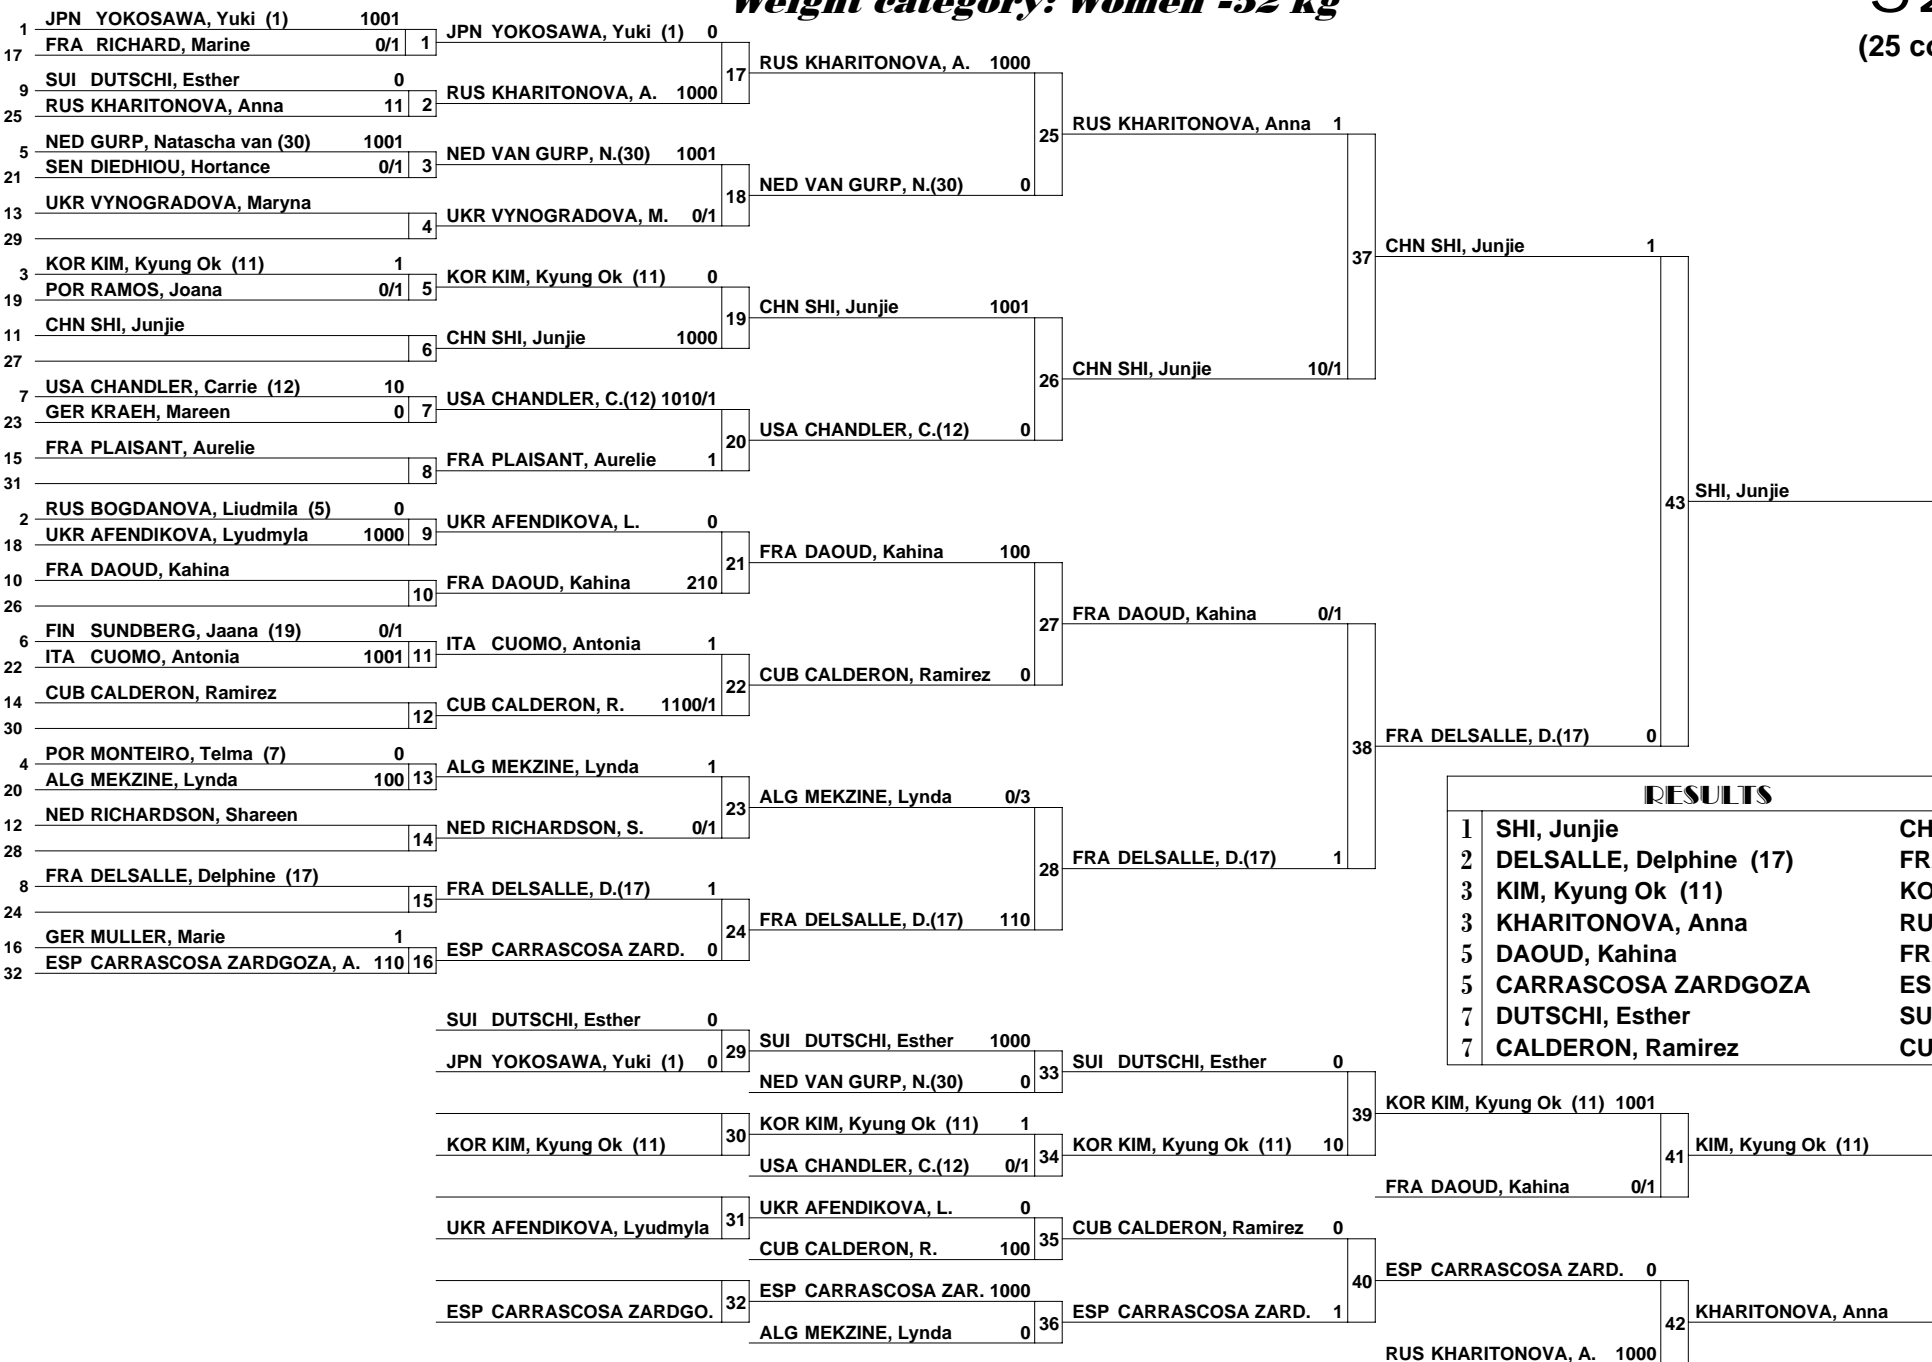 Weight category: Women -52 kg
(25 co
1 JPN YOKOSAWA, Yuki (1) 1001
17 FRA RICHARD, Marine 0/1
1
9 SUI DUTSCHI, Esther 0
25 RUS KHARITONOVA, Anna 11
2
5 NED GURP, Natascha van (30) 1001
21 SEN DIEDHIOU, Hortance 0/1
3
13 UKR VYNOGRADOVA, Maryna
29
4
3 KOR KIM, Kyung Ok (11) 1
19 POR RAMOS, Joana 0/1
5
11 CHN SHI, Junjie
27
6
7 USA CHANDLER, Carrie (12) 10
23 GER KRAEH, Mareen 0
7
15 FRA PLAISANT, Aurelie
31
8
2 RUS BOGDANOVA, Liudmila (5) 0
18 UKR AFENDIKOVA, Lyudmyla 1000
9
10 FRA DAOUD, Kahina
26
10
6 FIN SUNDBERG, Jaana (19) 0/1
22 ITA CUOMO, Antonia 1001
11
14 CUB CALDERON, Ramirez
30
12
4 POR MONTEIRO, Telma (7) 0
20 ALG MEKZINE, Lynda 100
13
12 NED RICHARDSON, Shareen
28
14
8 FRA DELSALLE, Delphine (17)
24
15
16 GER MULLER, Marie 1
32 ESP CARRASCOSA ZARDGOZA, A. 110
16
JPN YOKOSAWA, Yuki (1) 0
RUS KHARITONOVA, A. 1000
17
NED VAN GURP, N.(30) 1001
UKR VYNOGRADOVA, M. 0/1
18
KOR KIM, Kyung Ok (11) 0
CHN SHI, Junjie 1000
19
USA CHANDLER, C.(12) 1010/1
FRA PLAISANT, Aurelie 1
20
UKR AFENDIKOVA, L. 0
FRA DAOUD, Kahina 210
21
ITA CUOMO, Antonia 1
CUB CALDERON, R. 1100/1
22
ALG MEKZINE, Lynda 1
NED RICHARDSON, S. 0/1
23
FRA DELSALLE, D.(17) 1
ESP CARRASCOSA ZARD. 0
24
RUS KHARITONOVA, A. 1000
NED VAN GURP, N.(30) 0
25
CHN SHI, Junjie 1001
USA CHANDLER, C.(12) 0
26
FRA DAOUD, Kahina 100
CUB CALDERON, Ramirez 0
27
ALG MEKZINE, Lynda 0/3
FRA DELSALLE, D.(17) 110
28
RUS KHARITONOVA, Anna 1
CHN SHI, Junjie 10/1
37
FRA DAOUD, Kahina 0/1
FRA DELSALLE, D.(17) 1
38
CHN SHI, Junjie 1
FRA DELSALLE, D.(17) 0
43
SHI, Junjie
RESULTS
1 SHI, Junjie CH
2 DELSALLE, Delphine (17) FR
3 KIM, Kyung Ok (11) KO
3 KHARITONOVA, Anna RU
5 DAOUD, Kahina FR
5 CARRASCOSA ZARDGOZA ES
7 DUTSCHI, Esther SU
7 CALDERON, Ramirez CU
SUI DUTSCHI, Esther 0
JPN YOKOSAWA, Yuki (1) 0
29
KOR KIM, Kyung Ok (11)
30
UKR AFENDIKOVA, Lyudmyla
31
ESP CARRASCOSA ZARDGO.
32
SUI DUTSCHI, Esther 1000
NED VAN GURP, N.(30) 0
33
KOR KIM, Kyung Ok (11) 1
USA CHANDLER, C.(12) 0/1
34
UKR AFENDIKOVA, L. 0
CUB CALDERON, R. 100
35
ESP CARRASCOSA ZAR. 1000
ALG MEKZINE, Lynda 0
36
SUI DUTSCHI, Esther 0
KOR KIM, Kyung Ok (11) 10
39
CUB CALDERON, Ramirez 0
ESP CARRASCOSA ZARD. 1
40
KOR KIM, Kyung Ok (11) 1001
FRA DAOUD, Kahina 0/1
41
KIM, Kyung Ok (11)
ESP CARRASCOSA ZARD. 0
RUS KHARITONOVA, A. 1000
42
KHARITONOVA, Anna